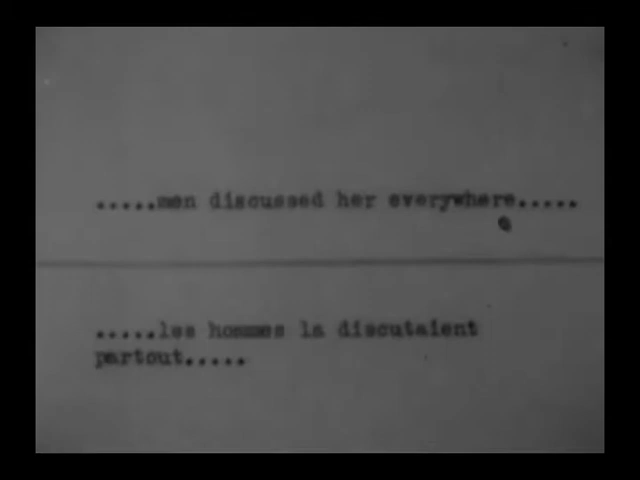 .....men discussed her everywhere.....
.....les hommes la discutaient
partout.....